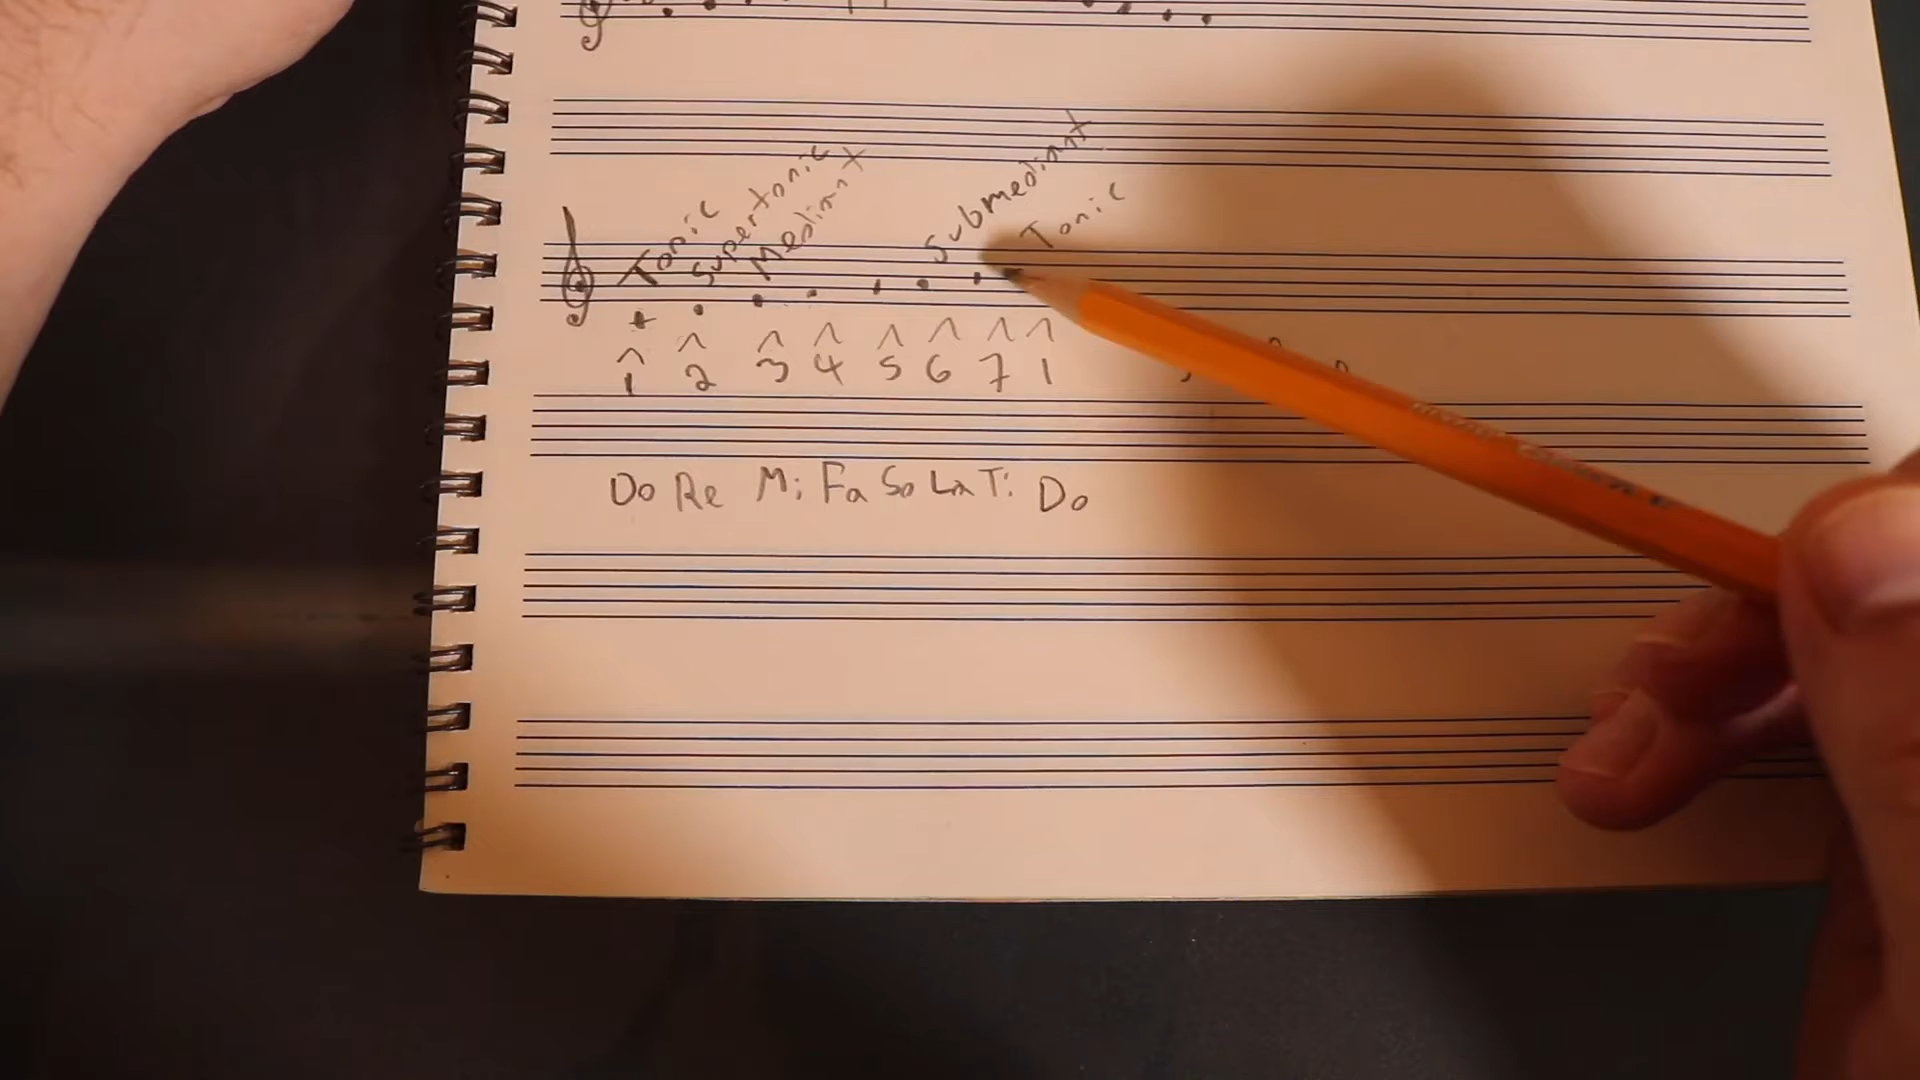 Tonic
Supertonic
Mediant
Submediant
Tonic
^ ^ ^ ^ ^ ^ ^ ^
1 2 3 4 5 6 7 1
Do Re Mi Fa So La Ti Do